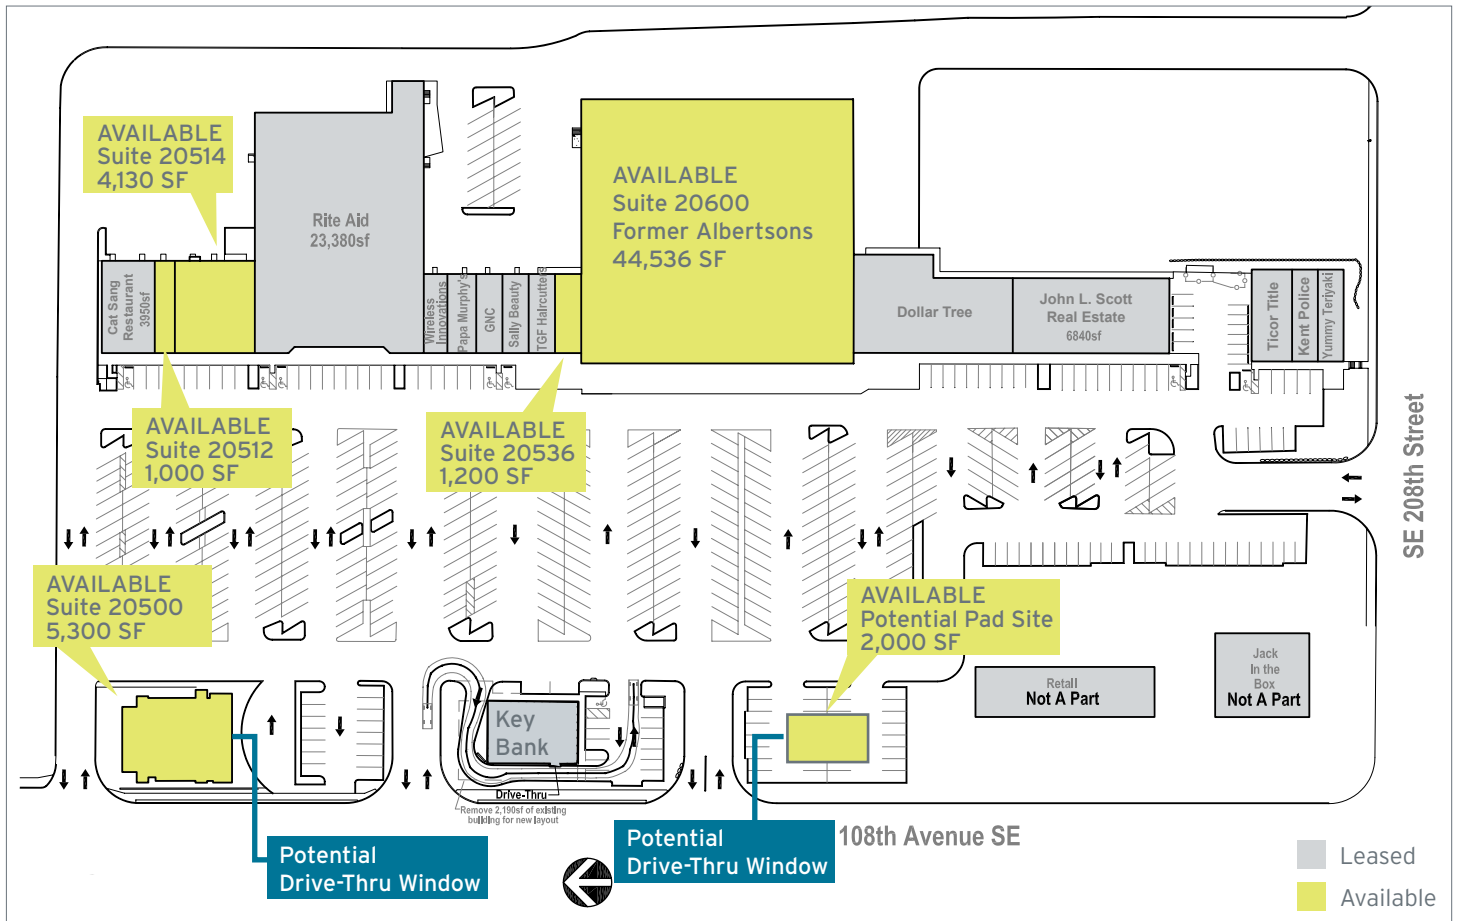 AVAILABLE
Suite 20514
4,130 SF
Rite Aid
23,380sf
AVAILABLE
Suite 20600
Former Albertsons
44,536 SF
Cat Sang
Restaurant
3950sf
Wireless
Innovations
Papa Murphy's
GNC
Sally Beauty
TGF Haircutters
Dollar Tree
John L. Scott
Real Estate
6840sf
Ticor Title
Kent Police
Yummy Teriyaki
AVAILABLE
Suite 20512
1,000 SF
AVAILABLE
Suite 20536
1,200 SF
SE 208th Street
AVAILABLE
Suite 20500
5,300 SF
AVAILABLE
Potential Pad Site
2,000 SF
Retail
Not A Part
Jack
In the
Box
Not A Part
Key
Bank
Drive-Thru
Remove 2,190sf of existing
building for new layout
Potential
Drive-Thru Window
Potential
Drive-Thru Window
108th Avenue SE
Leased
Available